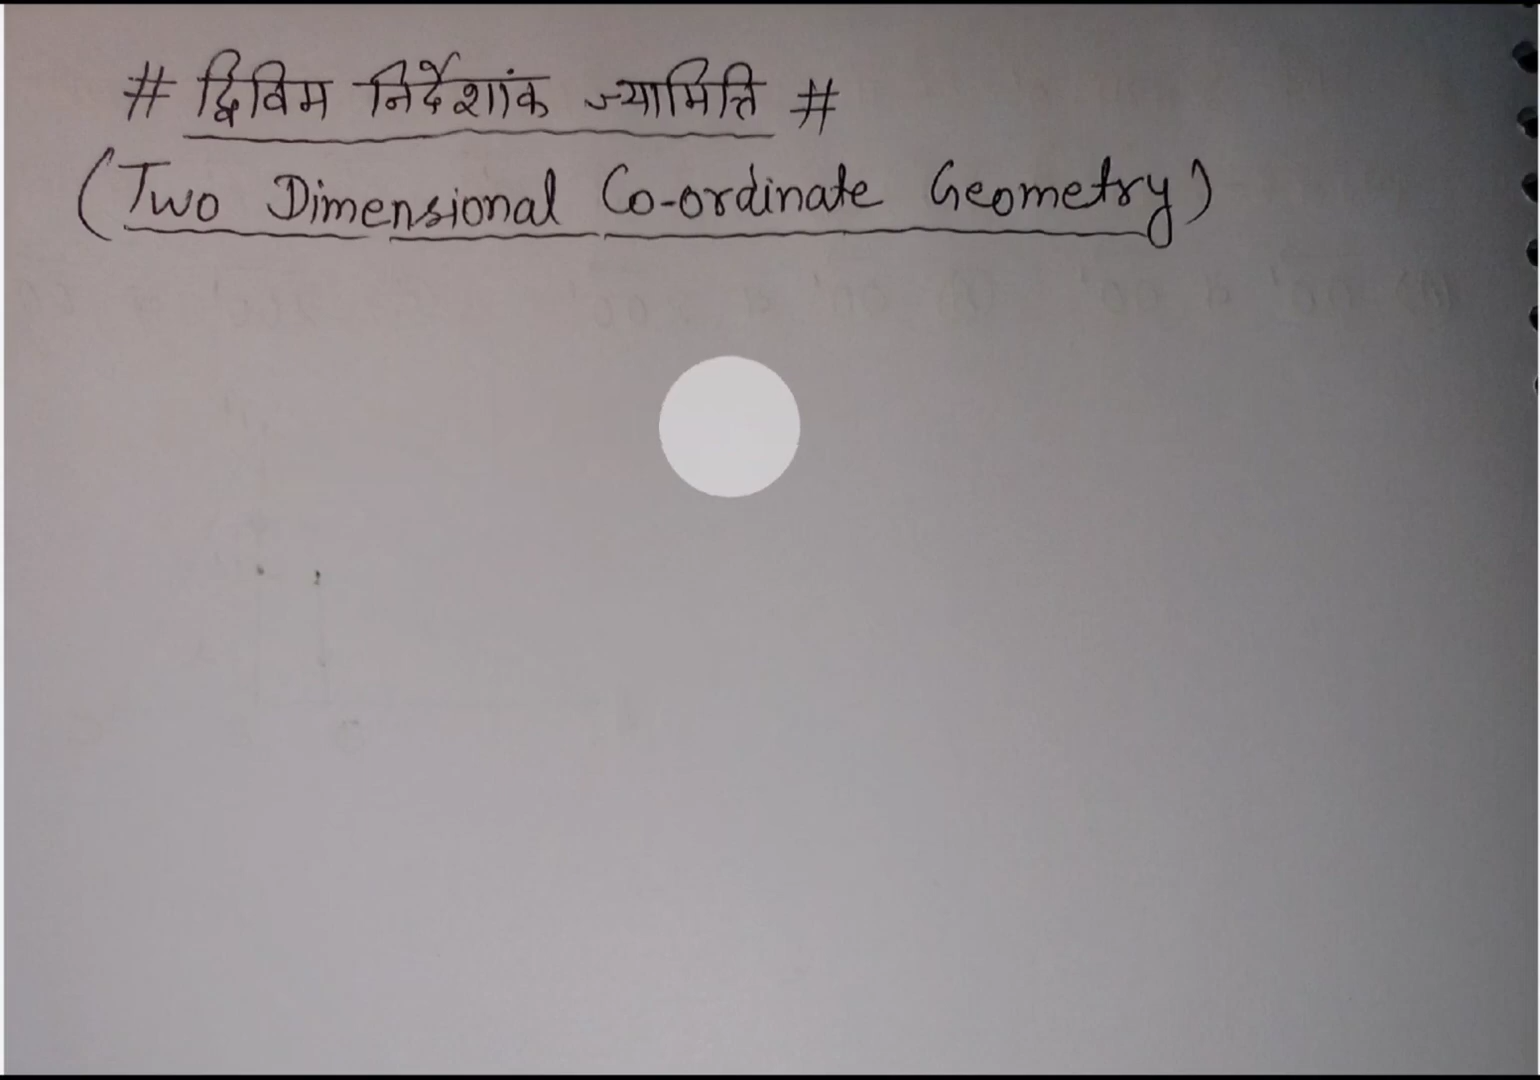 # द्विविम निर्देशांक ज्यामिति #
(Two Dimensional Co-ordinate Geometry)